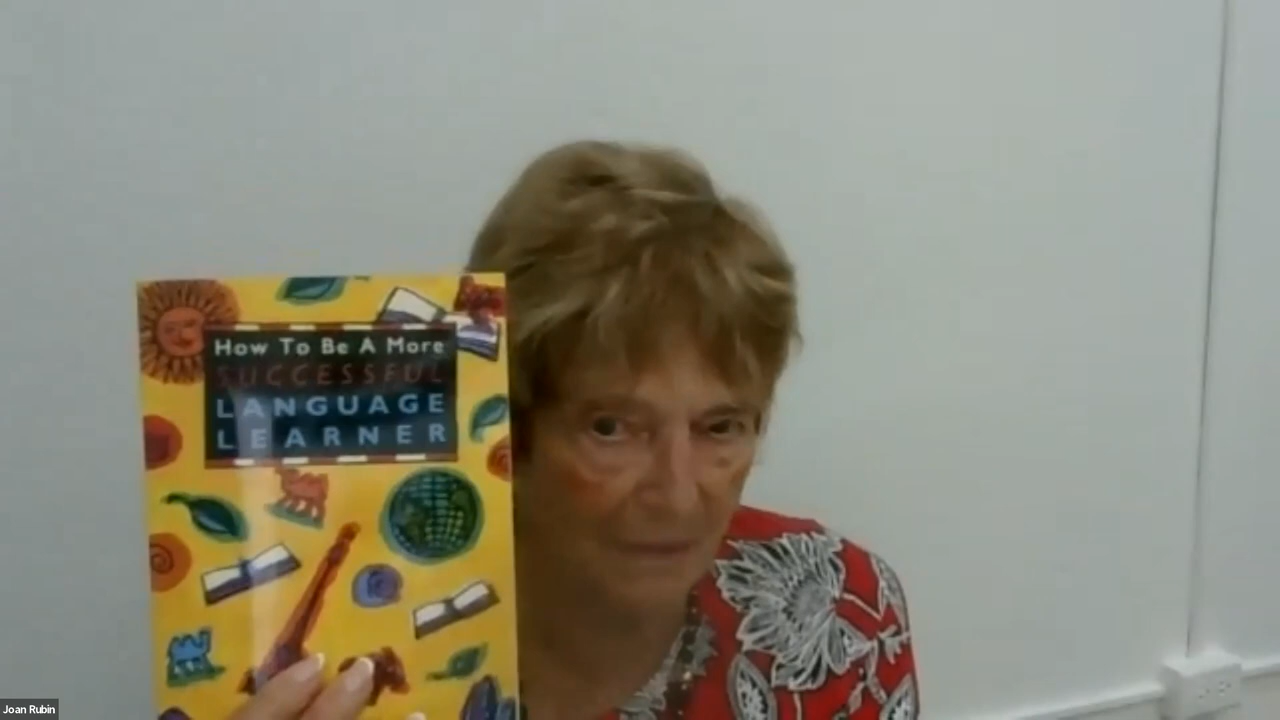 How To Be A More
SUCCESSFUL
LANGUAGE
LEARNER
Joan Rubin